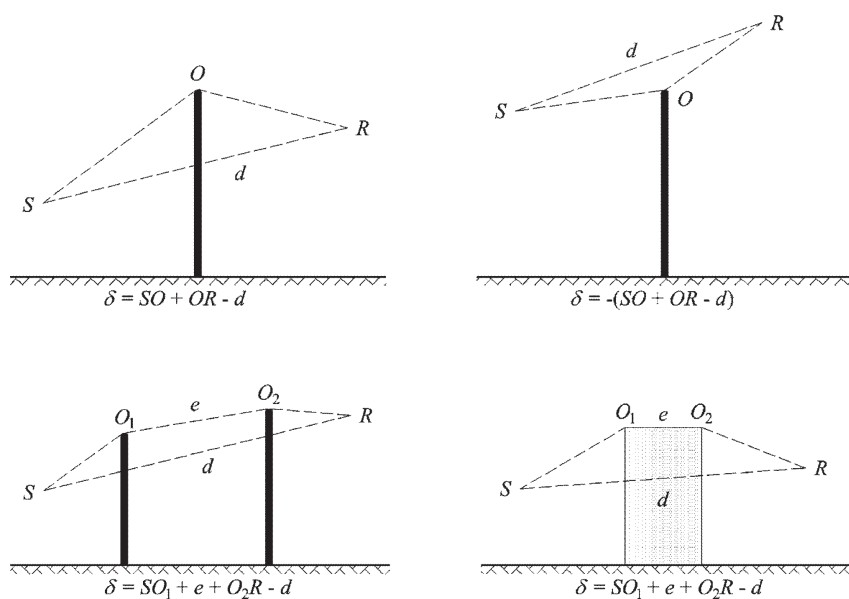 O
S
R
d
δ = SO + OR - d
R
d
S
O
δ = -(SO + OR - d)
O₂
e
O₁
R
d
S
δ = SO₁ + e + O₂R - d
O₁ e O₂
S
R
d
δ = SO₁ + e + O₂R - d